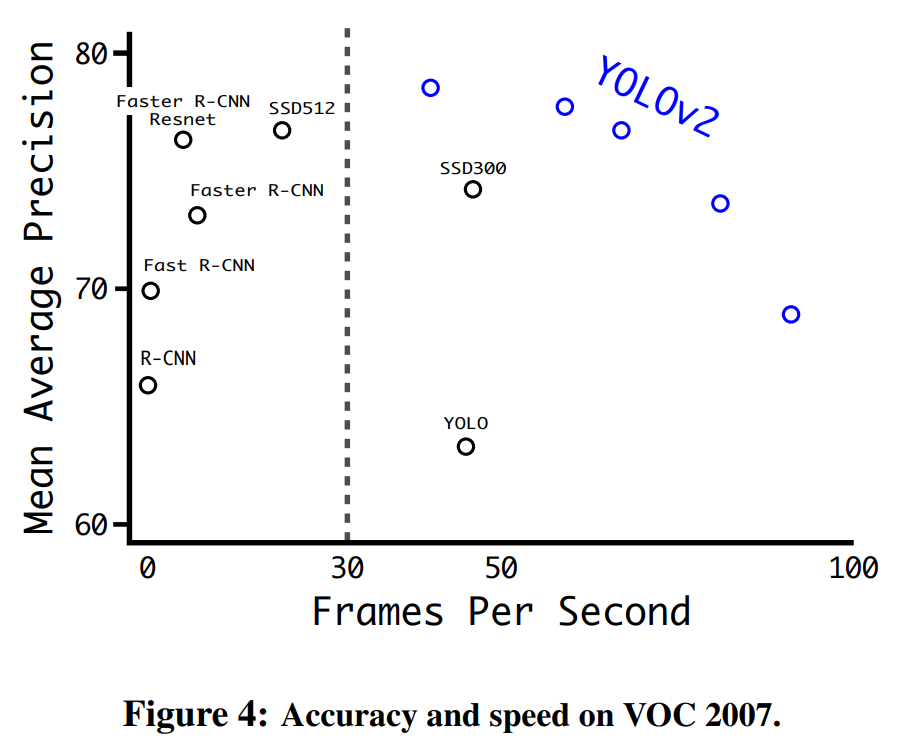 Mean Average Precision
80
70
60
Faster R-CNN
Resnet
SSD512
Faster R-CNN
Fast R-CNN
R-CNN
YOLOv2
SSD300
YOLO
0 30 50 100
Frames Per Second
Figure 4: Accuracy and speed on VOC 2007.